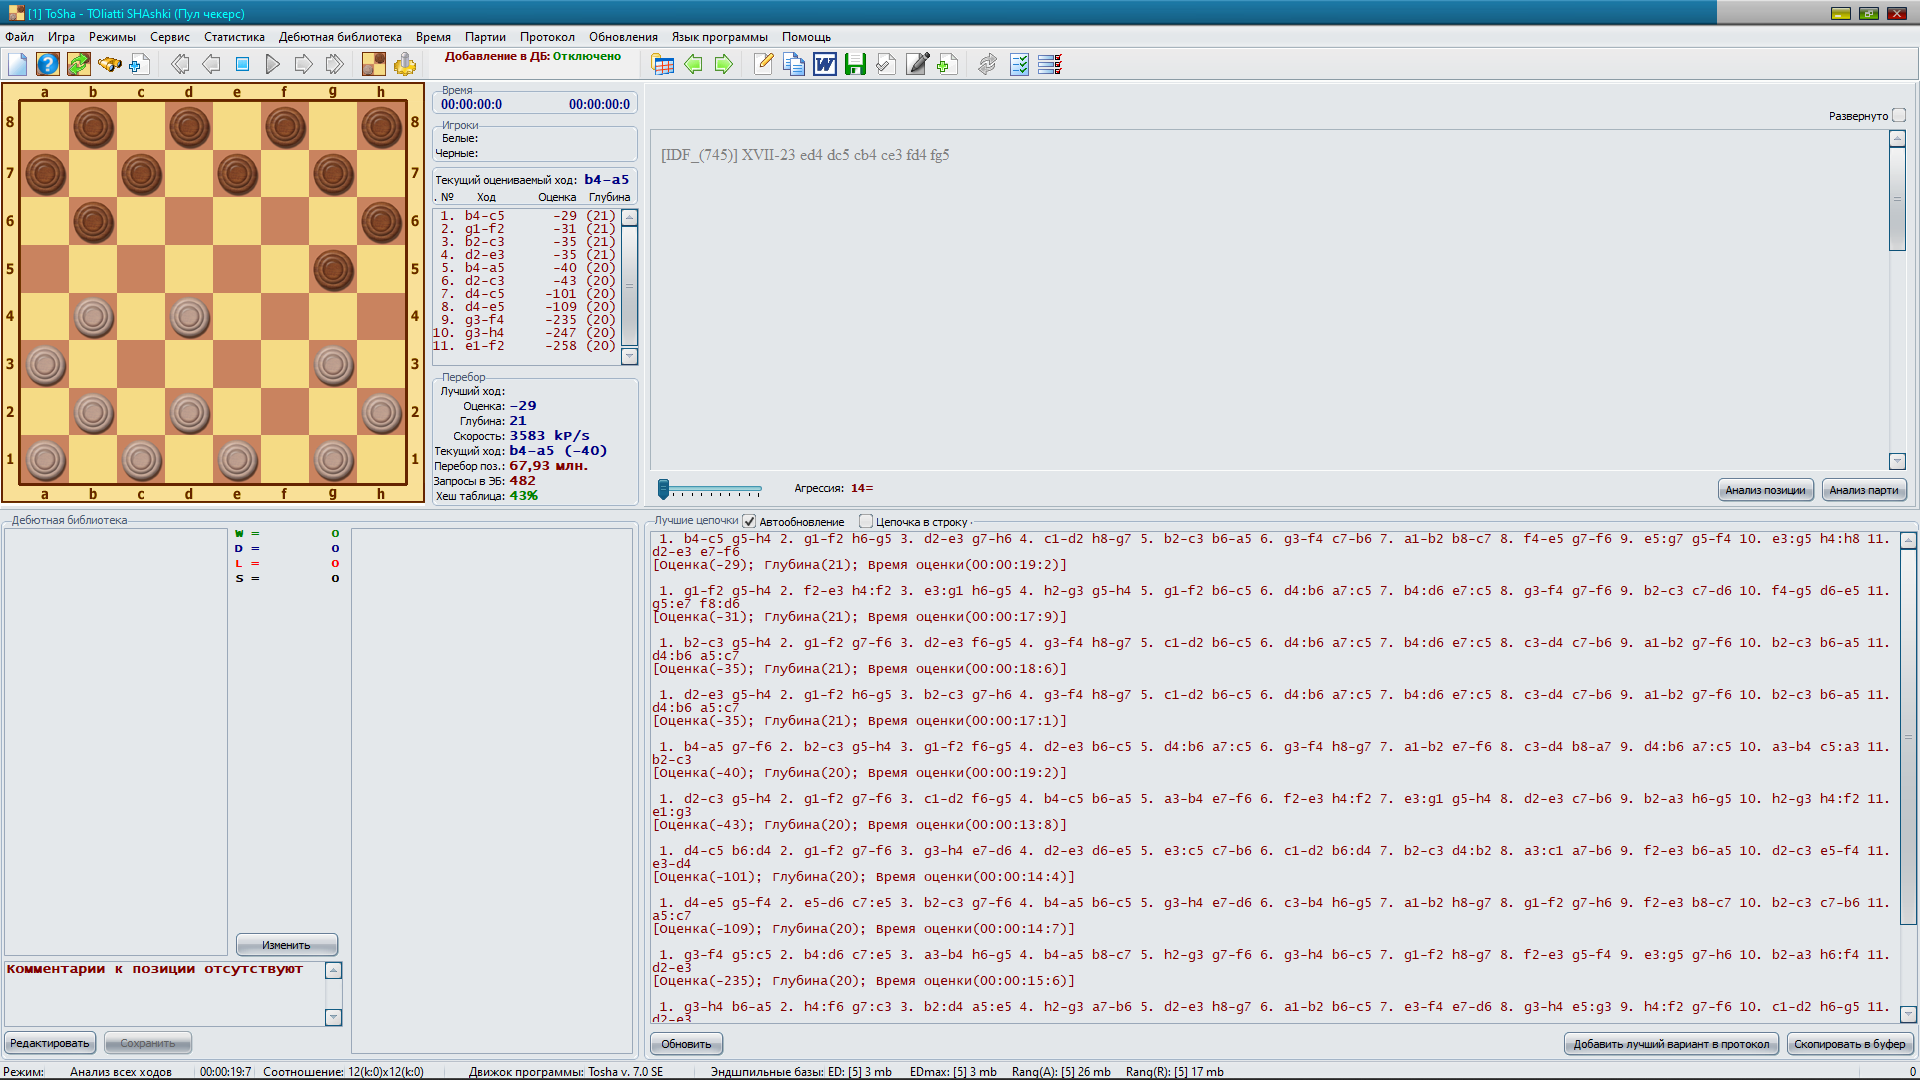 [1] ToSha - TOliatti SHAshki (Пул чекерс)
Файл Игра Режимы Сервис Статистика Дебютная библиотека Время Партии Протокол Обновления Язык программы Помощь
Добавление в ДБ: Отключено
a b c d e f g h
8 8
7 7
6 6
5 5
4 4
3 3
2 2
1 1
a b c d e f g h
Время
00:00:00:0 00:00:00:0
Игроки
Белые:
Черные:
Текущий оцениваемый ход: b4-a5
. № Ход Оценка Глубина
1. b4-c5 -29 (21)
2. g1-f2 -31 (21)
3. b2-c3 -35 (21)
4. d2-e3 -35 (21)
5. b4-a5 -40 (20)
6. d2-c3 -43 (20)
7. d4-c5 -101 (20)
8. d4-e5 -109 (20)
9. g3-f4 -235 (20)
10. g3-h4 -247 (20)
11. e1-f2 -258 (20)
Перебор
Лучший ход:
Оценка: -29
Глубина: 21
Скорость: 3583 kP/s
Текущий ход: b4-a5 (-40)
Перебор поз.: 67,93 млн.
Запросы в ЭБ: 482
Хеш таблица: 43%
Развернуто
[IDF_(745)] XVII-23 ed4 dc5 cb4 ce3 fd4 fg5
Агрессия: 14=
Анализ позиции Анализ парти
Дебютная библиотека
W = 0
D = 0
L = 0
S = 0
Изменить
Комментарии к позиции отсутствуют
Редактировать Сохранить
Лучшие цепочки Автообновление Цепочка в строку
1. b4-c5 g5-h4 2. g1-f2 h6-g5 3. d2-e3 g7-h6 4. c1-d2 h8-g7 5. b2-c3 b6-a5 6. g3-f4 c7-b6 7. a1-b2 b8-c7 8. f4-e5 g7-f6 9. e5:g7 g5-f4 10. e3:g5 h4:h8 11.
d2-e3 e7-f6
[Оценка(-29); Глубина(21); Время оценки(00:00:19:2)]
1. g1-f2 g5-h4 2. f2-e3 h4:f2 3. e3:g1 h6-g5 4. h2-g3 g5-h4 5. g1-f2 b6-c5 6. d4:b6 a7:c5 7. b4:d6 e7:c5 8. g3-f4 g7-f6 9. b2-c3 c7-d6 10. f4-g5 d6-e5 11.
g5:e7 f8:d6
[Оценка(-31); Глубина(21); Время оценки(00:00:17:9)]
1. b2-c3 g5-h4 2. g1-f2 g7-f6 3. d2-e3 f6-g5 4. g3-f4 h8-g7 5. c1-d2 b6-c5 6. d4:b6 a7:c5 7. b4:d6 e7:c5 8. c3-d4 c7-b6 9. a1-b2 g7-f6 10. b2-c3 b6-a5 11.
d4:b6 a5:c7
[Оценка(-35); Глубина(21); Время оценки(00:00:18:6)]
1. d2-e3 g5-h4 2. g1-f2 h6-g5 3. b2-c3 g7-h6 4. g3-f4 h8-g7 5. c1-d2 b6-c5 6. d4:b6 a7:c5 7. b4:d6 e7:c5 8. c3-d4 c7-b6 9. a1-b2 g7-f6 10. b2-c3 b6-a5 11.
d4:b6 a5:c7
[Оценка(-35); Глубина(21); Время оценки(00:00:17:1)]
1. b4-a5 g7-f6 2. b2-c3 g5-h4 3. g1-f2 f6-g5 4. d2-e3 b6-c5 5. d4:b6 a7:c5 6. g3-f4 h8-g7 7. a1-b2 e7-f6 8. c3-d4 b8-a7 9. d4:b6 a7:c5 10. a3-b4 c5:a3 11.
b2-c3
[Оценка(-40); Глубина(20); Время оценки(00:00:19:2)]
1. d2-c3 g5-h4 2. g1-f2 g7-f6 3. c1-d2 f6-g5 4. b4-c5 b6-a5 5. a3-b4 e7-f6 6. f2-e3 h4:f2 7. e3:g1 g5-h4 8. d2-e3 c7-b6 9. b2-a3 h6-g5 10. h2-g3 h4:f2 11.
e1:g3
[Оценка(-43); Глубина(20); Время оценки(00:00:13:8)]
1. d4-c5 b6:d4 2. g1-f2 g7-f6 3. g3-h4 e7-d6 4. d2-e3 d6-e5 5. e3:c5 c7-b6 6. c1-d2 b6:d4 7. b2-c3 d4:b2 8. a3:c1 a7-b6 9. f2-e3 b6-a5 10. d2-c3 e5-f4 11.
e3-d4
[Оценка(-101); Глубина(20); Время оценки(00:00:14:4)]
1. d4-e5 g5-f4 2. e5-d6 c7:e5 3. b2-c3 g7-f6 4. b4-a5 b6-c5 5. g3-h4 e7-d6 6. c3-b4 h6-g5 7. a1-b2 h8-g7 8. g1-f2 g7-h6 9. f2-e3 b8-c7 10. b2-c3 c7-b6 11.
a5:c7
[Оценка(-109); Глубина(20); Время оценки(00:00:14:7)]
1. g3-f4 g5:c5 2. b4:d6 c7:e5 3. a3-b4 h6-g5 4. b4-a5 b8-c7 5. h2-g3 g7-f6 6. g3-h4 b6-c5 7. g1-f2 h8-g7 8. f2-e3 g5-f4 9. e3:g5 g7-h6 10. b2-a3 h6:f4 11.
d2-e3
[Оценка(-235); Глубина(20); Время оценки(00:00:15:6)]
1. g3-h4 b6-a5 2. h4:f6 g7:c3 3. b2:d4 a5:e5 4. h2-g3 a7-b6 5. d2-e3 h8-g7 6. a1-b2 b6-c5 7. e3-f4 e7-d6 8. g3-h4 e5:g3 9. h4:f2 g7-f6 10. c1-d2 h6-g5 11.
d2-e3
Обновить Добавить лучший вариант в протокол Скопировать в буфер
Режим: Анализ всех ходов 00:00:19:7 Соотношение: 12(k:0)x12(k:0) Движок программы: Tosha v. 7.0 SE Эндшпильные базы: ED: [5] 3 mb EDmax: [5] 3 mb Rang(A): [5] 26 mb Rang(R): [5] 17 mb 0